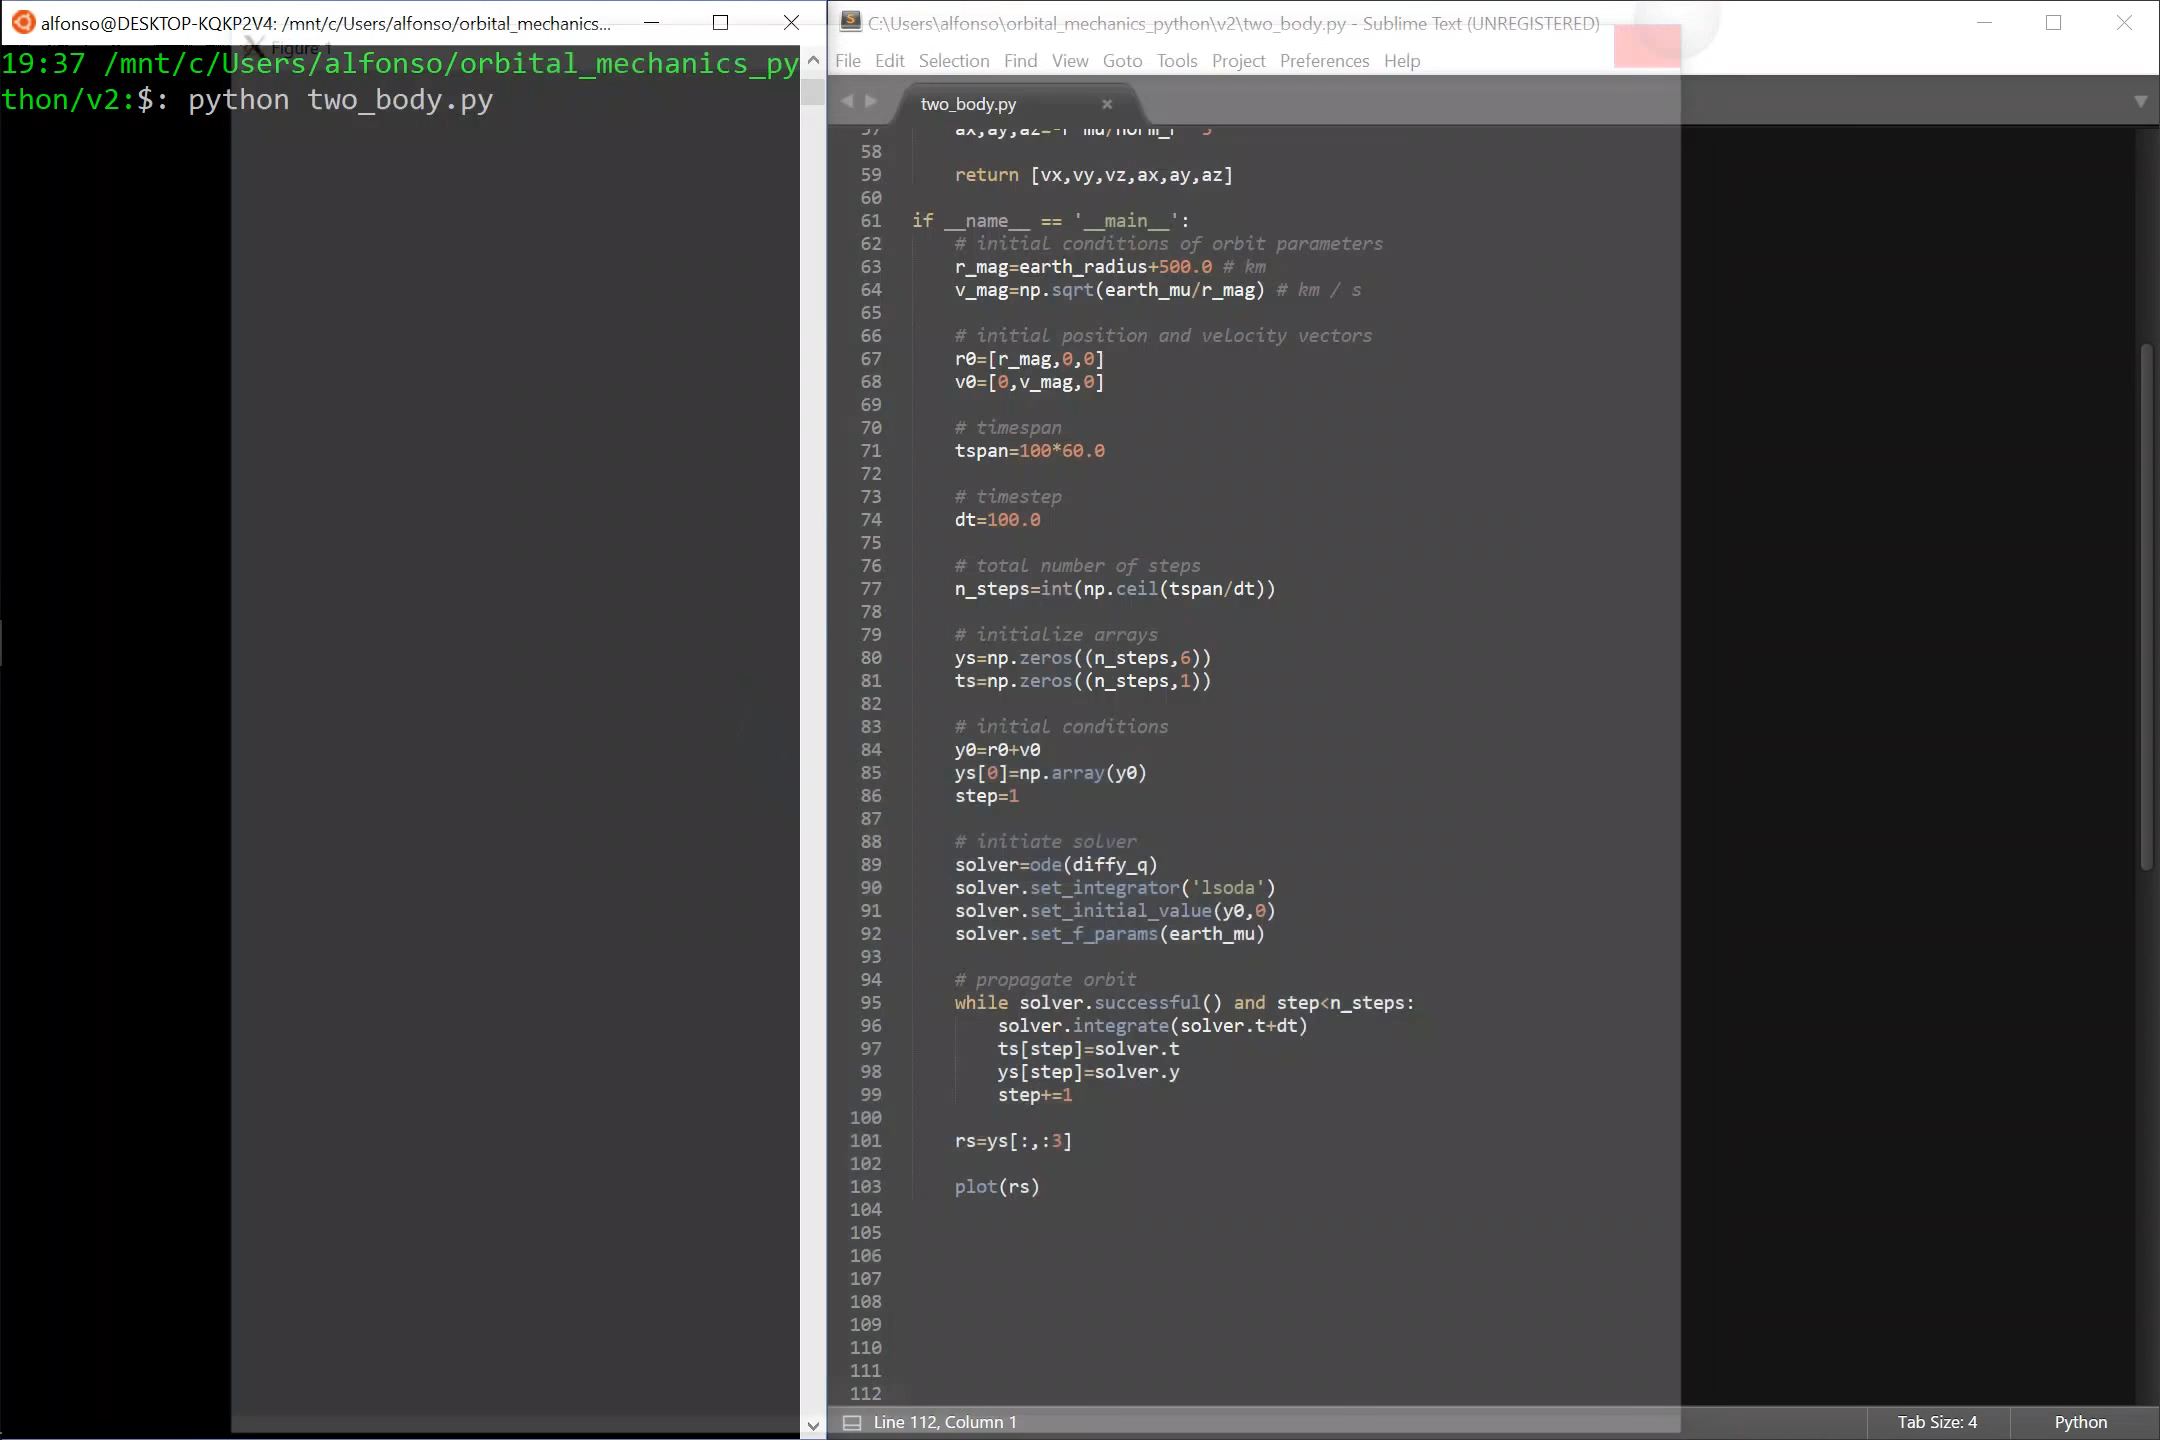 alfonso@DESKTOP-KQKP2V4: /mnt/c/Users/alfonso/orbital_mechanics...
Figure 1
19:37 /mnt/c/Users/alfonso/orbital_mechanics_py
thon/v2:$: python two_body.py
C:\Users\alfonso\orbital_mechanics_python\v2\two_body.py - Sublime Text (UNREGISTERED)
File Edit Selection Find View Goto Tools Project Preferences Help
two_body.py
57
58
59 return [vx,vy,vz,ax,ay,az]
60
61 if __name__ == '__main__':
62 # initial conditions of orbit parameters
63 r_mag=earth_radius+500.0 # km
64 v_mag=np.sqrt(earth_mu/r_mag) # km / s
65
66 # initial position and velocity vectors
67 r0=[r_mag,0,0]
68 v0=[0,v_mag,0]
69
70 # timespan
71 tspan=100*60.0
72
73 # timestep
74 dt=100.0
75
76 # total number of steps
77 n_steps=int(np.ceil(tspan/dt))
78
79 # initialize arrays
80 ys=np.zeros((n_steps,6))
81 ts=np.zeros((n_steps,1))
82
83 # initial conditions
84 y0=r0+v0
85 ys[0]=np.array(y0)
86 step=1
87
88 # initiate solver
89 solver=ode(diffy_q)
90 solver.set_integrator('lsoda')
91 solver.set_initial_value(y0,0)
92 solver.set_f_params(earth_mu)
93
94 # propagate orbit
95 while solver.successful() and step<n_steps:
96 solver.integrate(solver.t+dt)
97 ts[step]=solver.t
98 ys[step]=solver.y
99 step+=1
100
101 rs=ys[:,:3]
102
103 plot(rs)
104
105
106
107
108
109
110
111
112
Line 112, Column 1
Tab Size: 4
Python